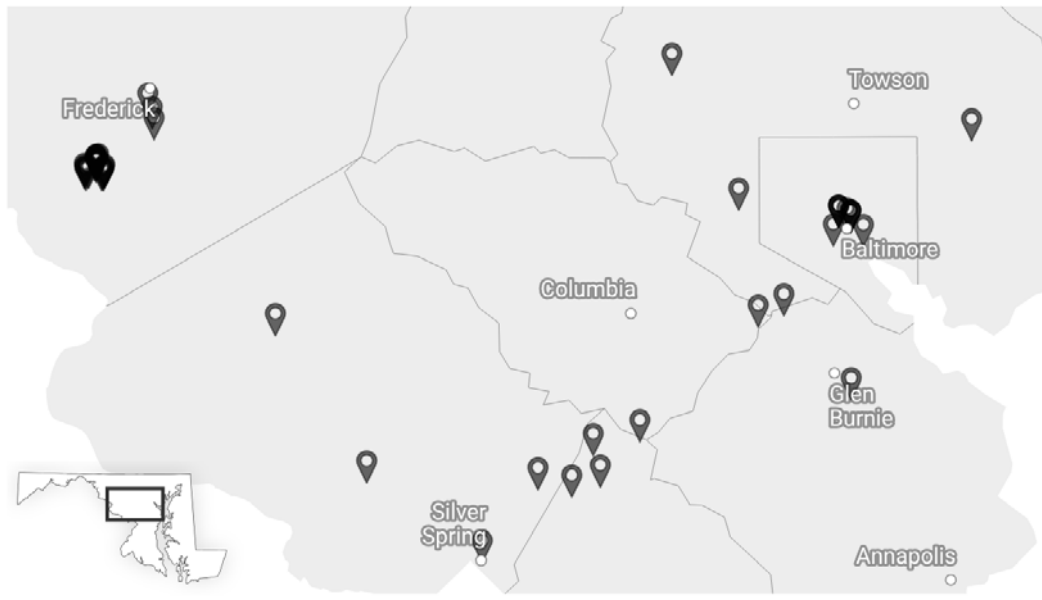 Towson
Frederick
Baltimore
Columbia
Glen
Burnie
Silver
Spring
Annapolis